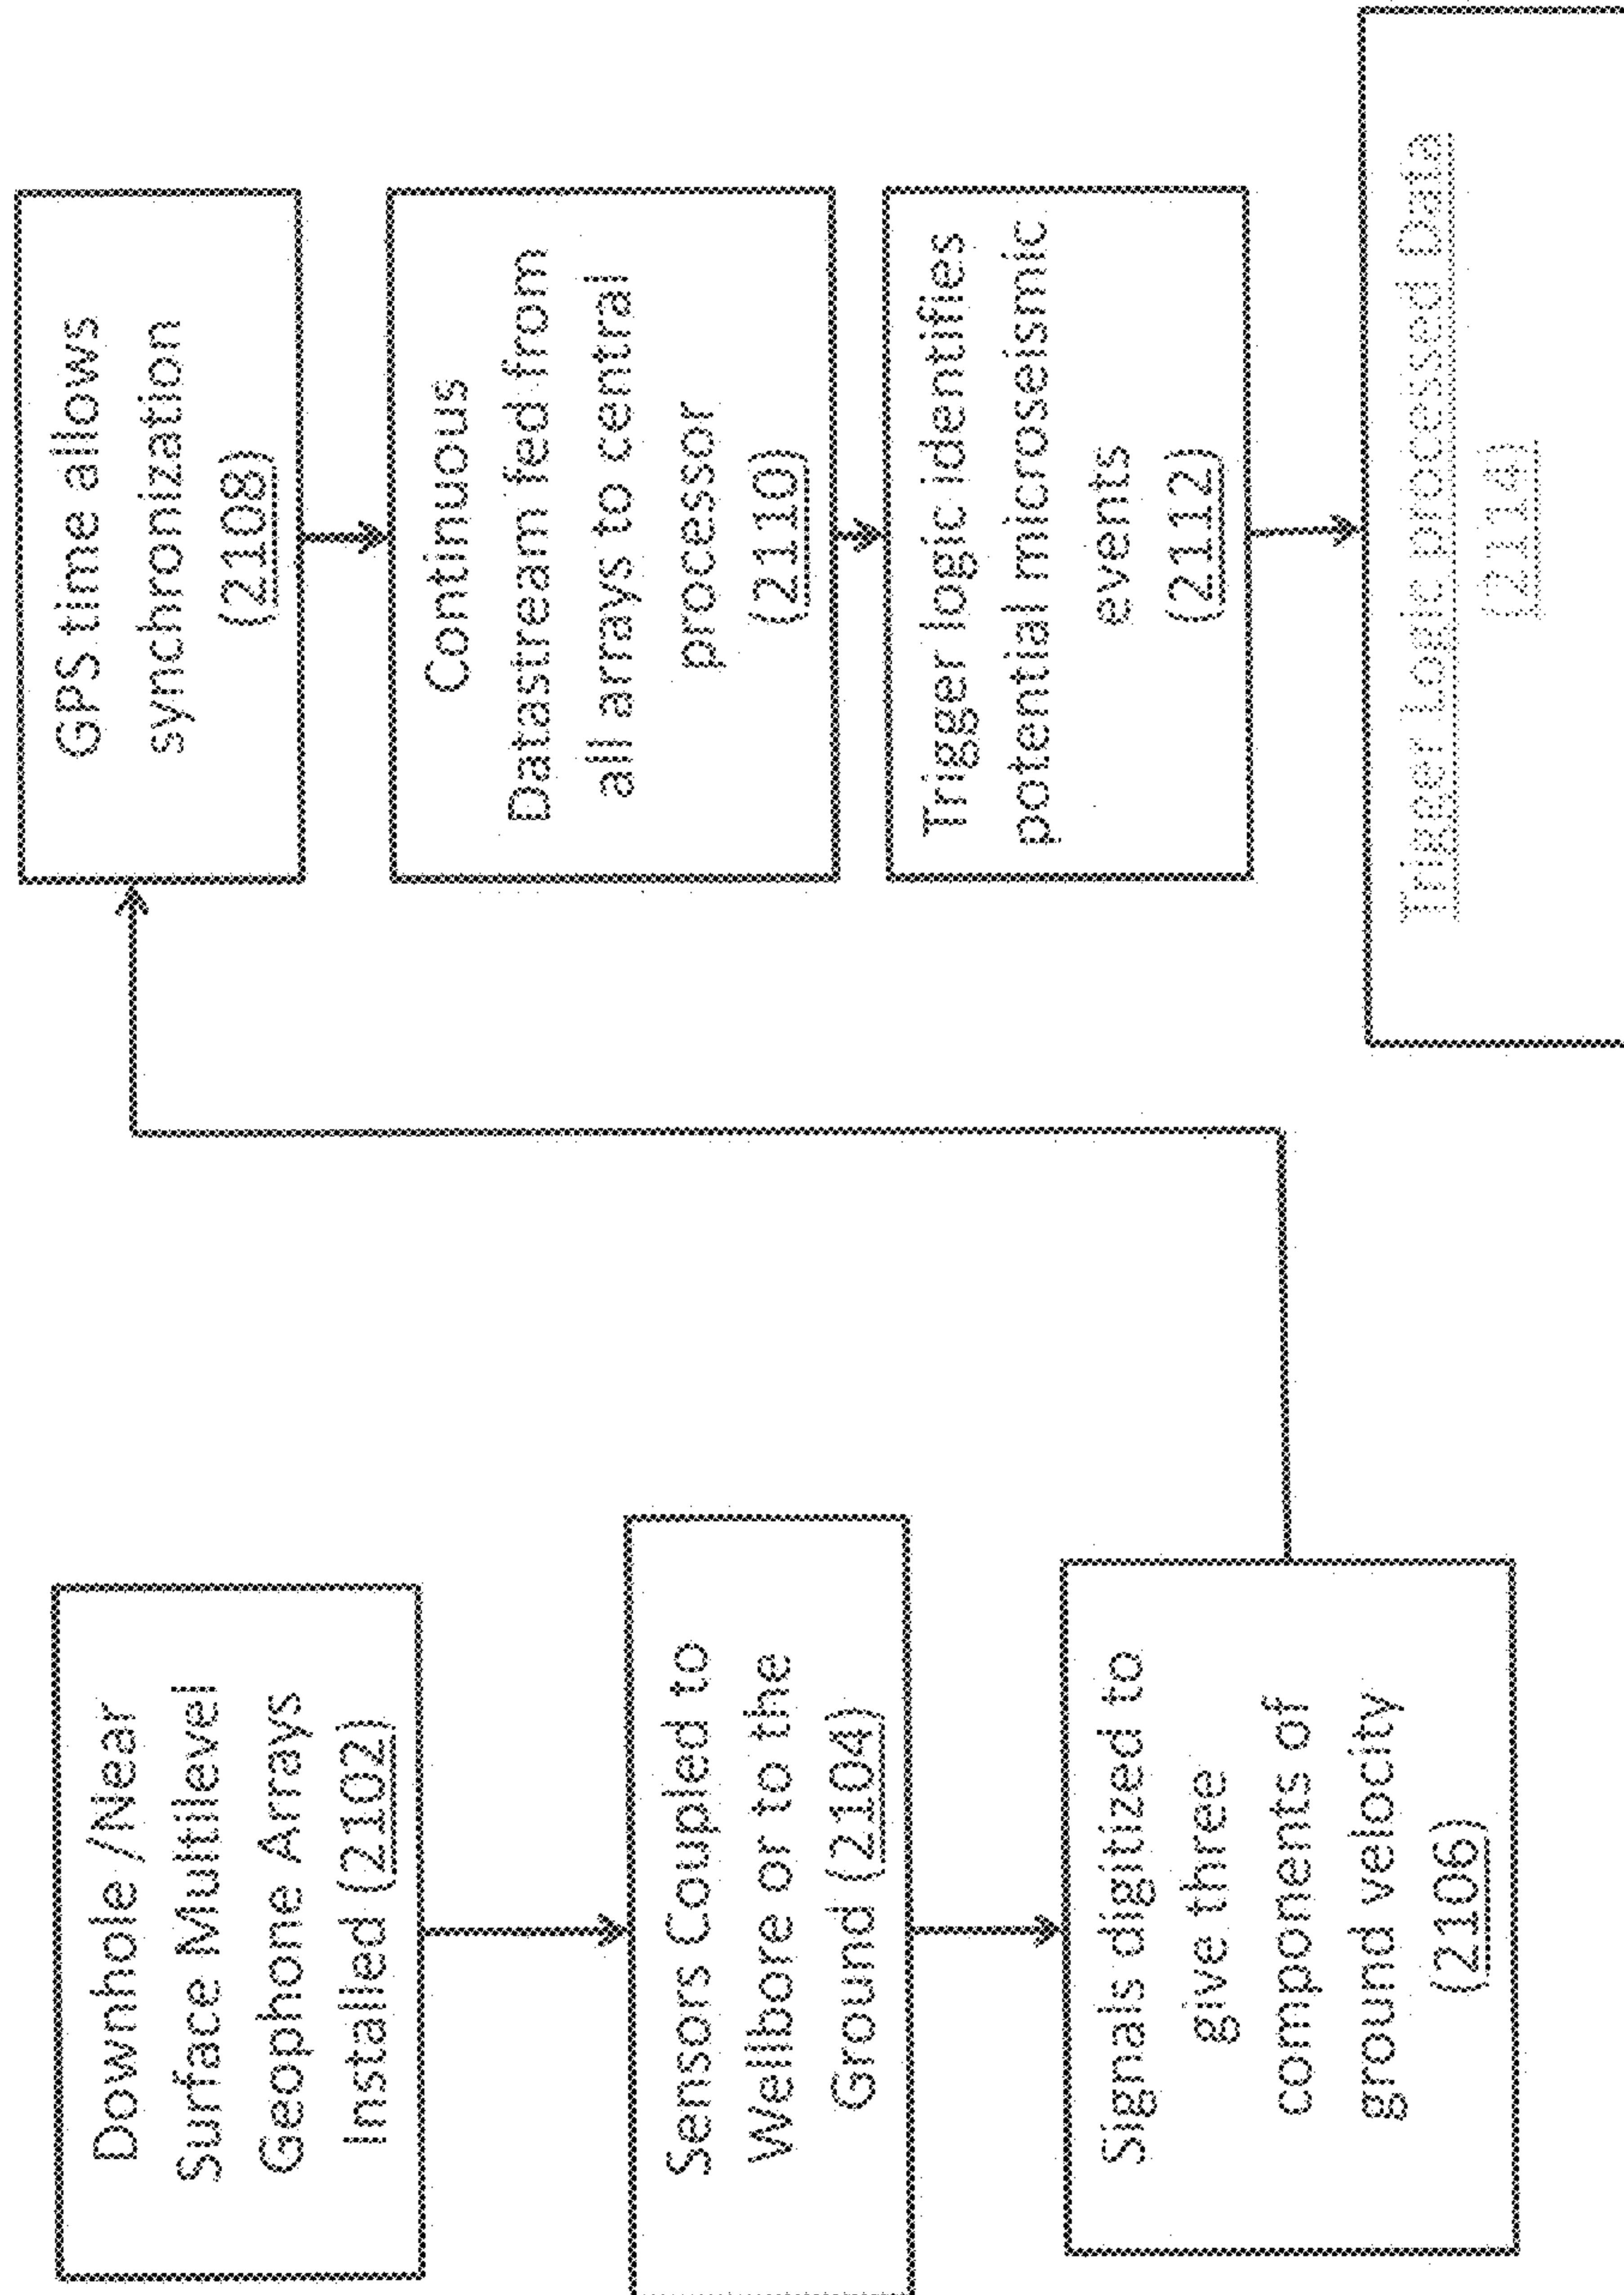 Downhole /Near
Surface Multilevel
Geophone Arrays
Installed (2102)
Sensors Coupled to
Wellbore or to the
Ground (2104)
Signals digitized to
give three
components of
ground velocity
(2106)
GPS time allows
synchronization
(2108)
Continuous
Datastream fed from
all arrays to central
processor
(2110)
Trigger logic identifies
potential microseismic
events
(2112)
Trigger Logic processed Data
(2114)